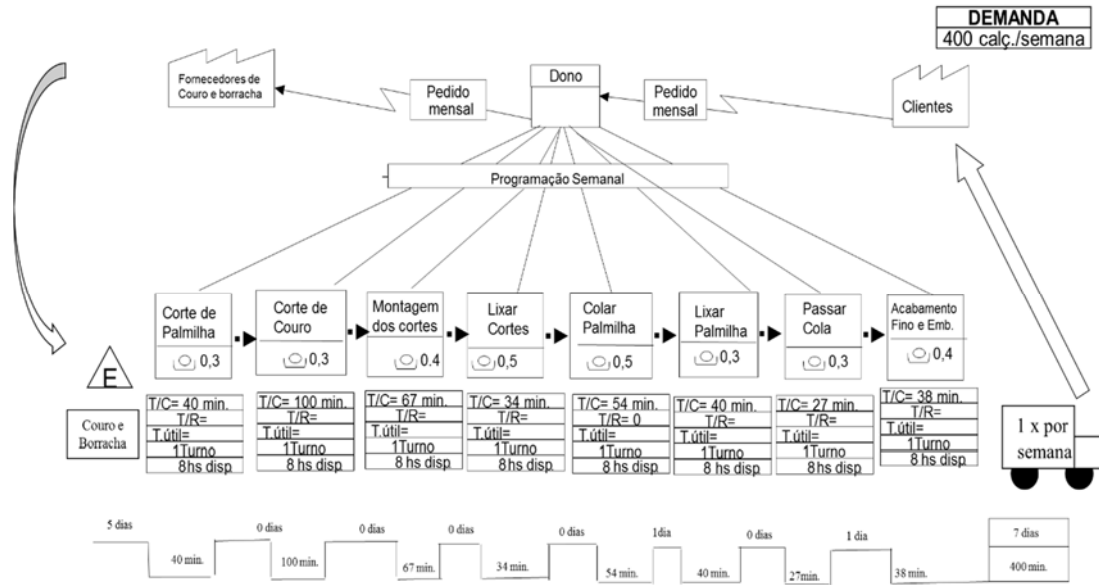 DEMANDA
400 calç./semana
Fornecedores de
Couro e borracha
Pedido
mensal
Dono
Pedido
mensal
Clientes
Programação Semanal
Corte de
Palmilha
0,3
Corte de
Couro
0,3
Montagem
dos cortes
0.4
Lixar
Cortes
0,5
Colar
Palmilha
0,5
Lixar
Palmilha
0,3
Passar
Cola
0,3
Acabamento
Fino e Emb.
0,4
E
Couro e
Borracha
T/C= 40 min.
T/R=
T.útil=
1Turno
8hs disp
T/C= 100 min.
T/R=
T.útil=
1Turno
8 hs disp
T/C= 67 min.
T/R=
T.útil=
1Turno
8 hs disp
T/C= 34 min.
T/R=
T.útil=
1Turno
8 hs disp
T/C= 54 min.
T/R= 0
T.útil=
1Turno
8 hs disp
T/C= 40 min.
T/R=
T.útil=
1Turno
8 hs disp
T/C= 27 min.
T/R=
T.útil=
1Turno
8 hs disp
T/C= 38 min.
T/R=
T.útil=
1Turno
8 hs disp
1 x por
semana
5 dias
0 dias
0 dias
0 dias
0 dias
1dia
0 dias
1 dia
7 dias
40 min.
100min.
67 min.
34 min.
54 min.
40 min.
27min.
38 min.
400min.